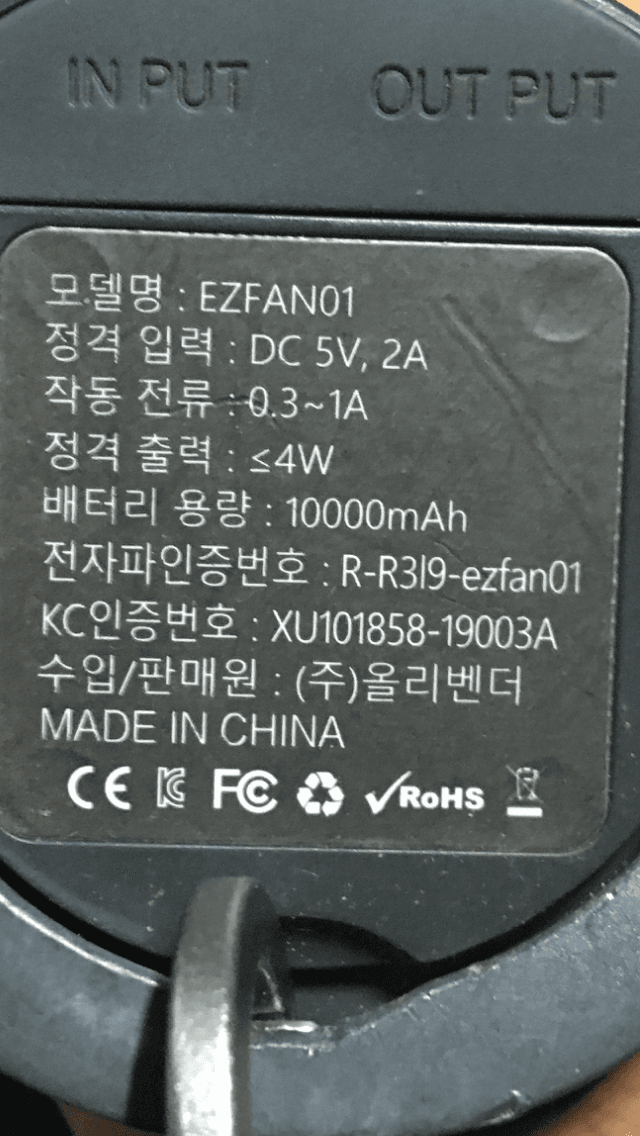 IN PUT OUT PUT
모델명 : EZFAN01
정격 입력 : DC 5V, 2A
작동 전류 : 0.3~1A
정격 출력 : ≤4W
배터리 용량 : 10000mAh
전자파인증번호 : R-R3I9-ezfan01
KC인증번호 : XU101858-19003A
수입/판매원 : (주)올리벤더
MADE IN CHINA
CE KC FC RoHS